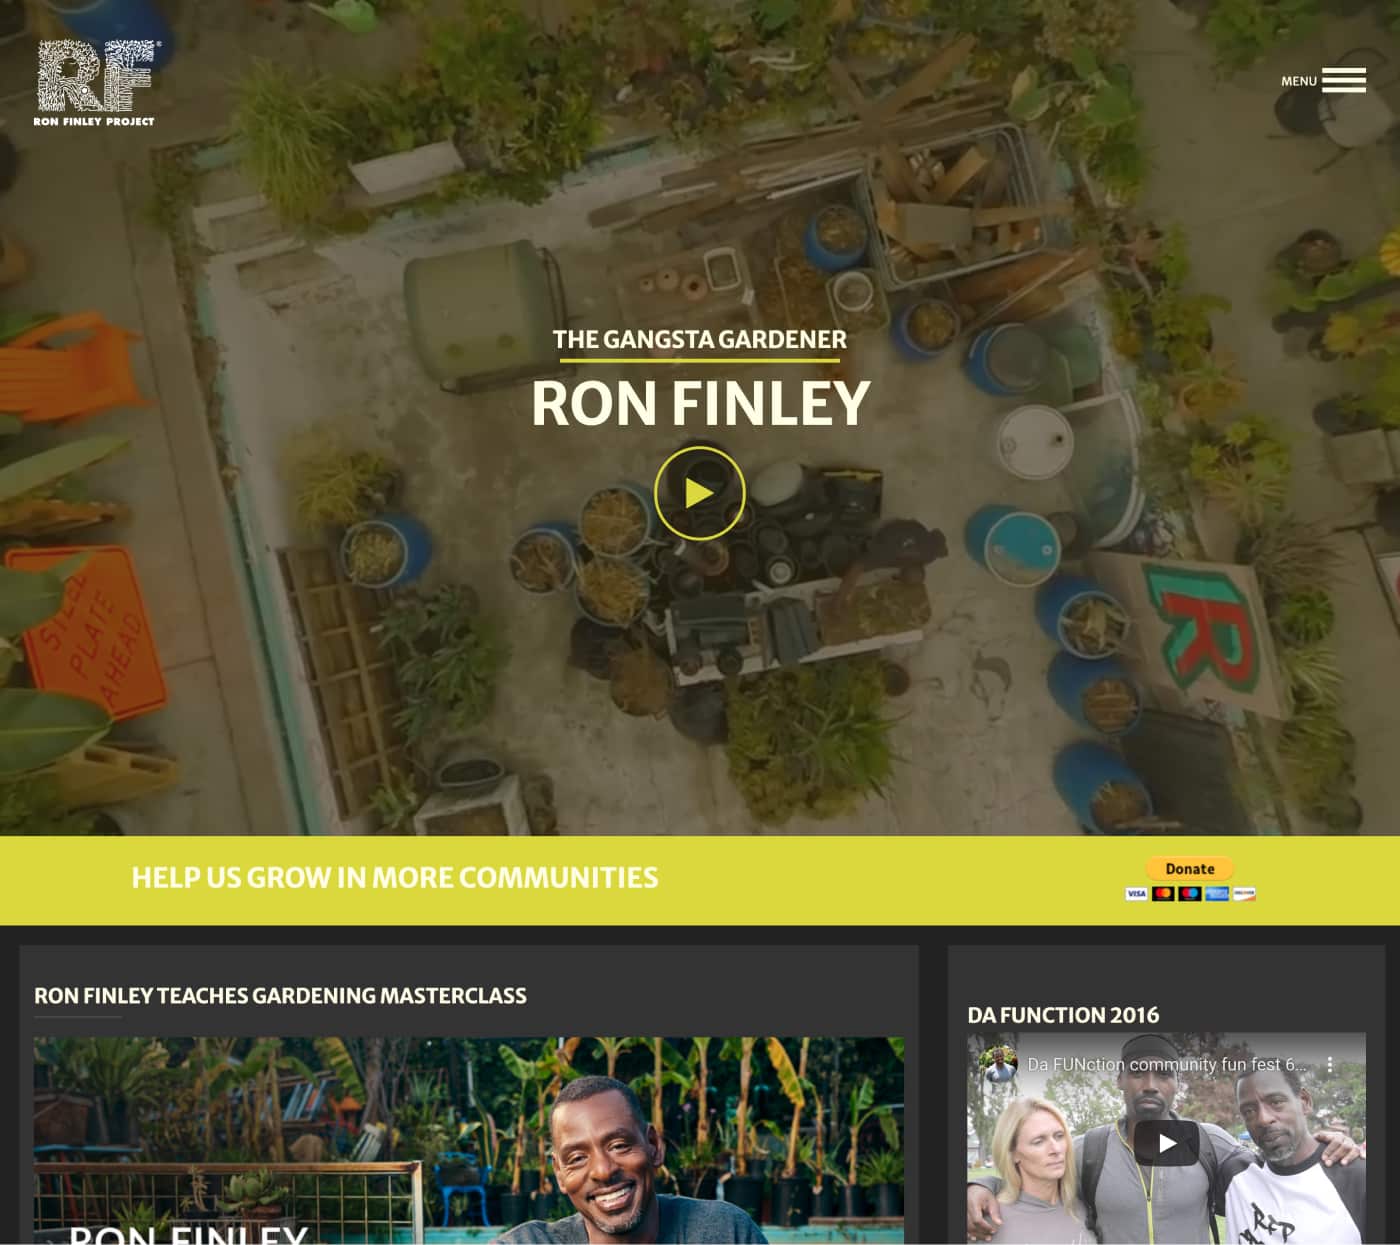 RF
®
RON FINLEY PROJECT
MENU
THE GANGSTA GARDENER
RON FINLEY
STEEL
PLATE
AHEAD
R
HELP US GROW IN MORE COMMUNITIES
Donate
VISA
RON FINLEY TEACHES GARDENING MASTERCLASS
RON FINLEY
DA FUNCTION 2016
Da FUNction community fun fest 6...